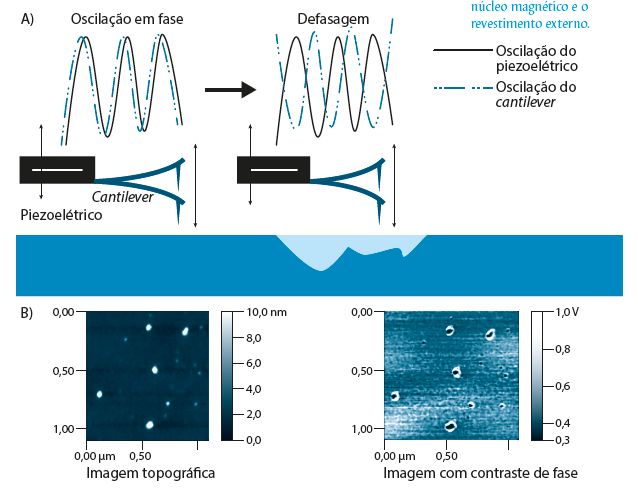 núcleo magnético e o
revestimento externo.
A)
Oscilação em fase
Defasagem
Oscilação do
piezoelétrico
Oscilação do
cantilever
Cantilever
Piezoelétrico
B)
0,00
0,50
1,00
0,00 µm
0,50
10,0 nm
8,0
6,0
4,0
2,0
0,0
Imagem topográfica
0,00
0,50
1,00
0,00 µm
0,50
1,0 V
0,8
0,6
0,4
0,3
Imagem com contraste de fase